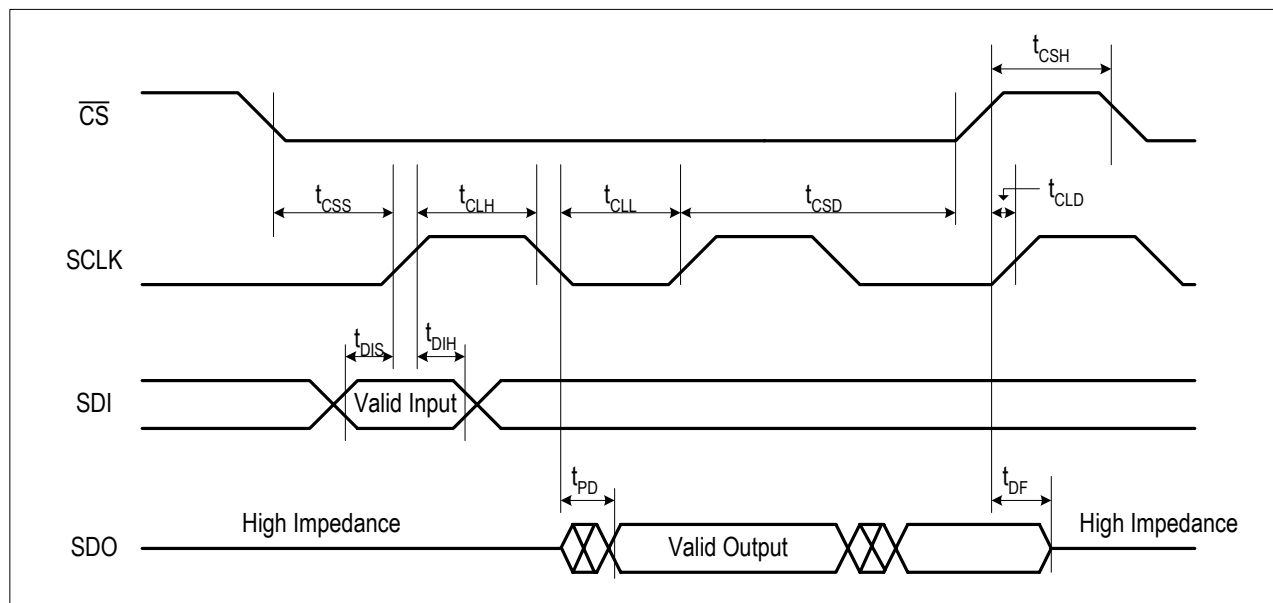 tCSH
CS
tCSS
tCLH
tCLL
tCSD
tCLD
SCLK
tDIS
tDIH
SDI
Valid Input
tPD
tDF
High Impedance
High Impedance
SDO
Valid Output